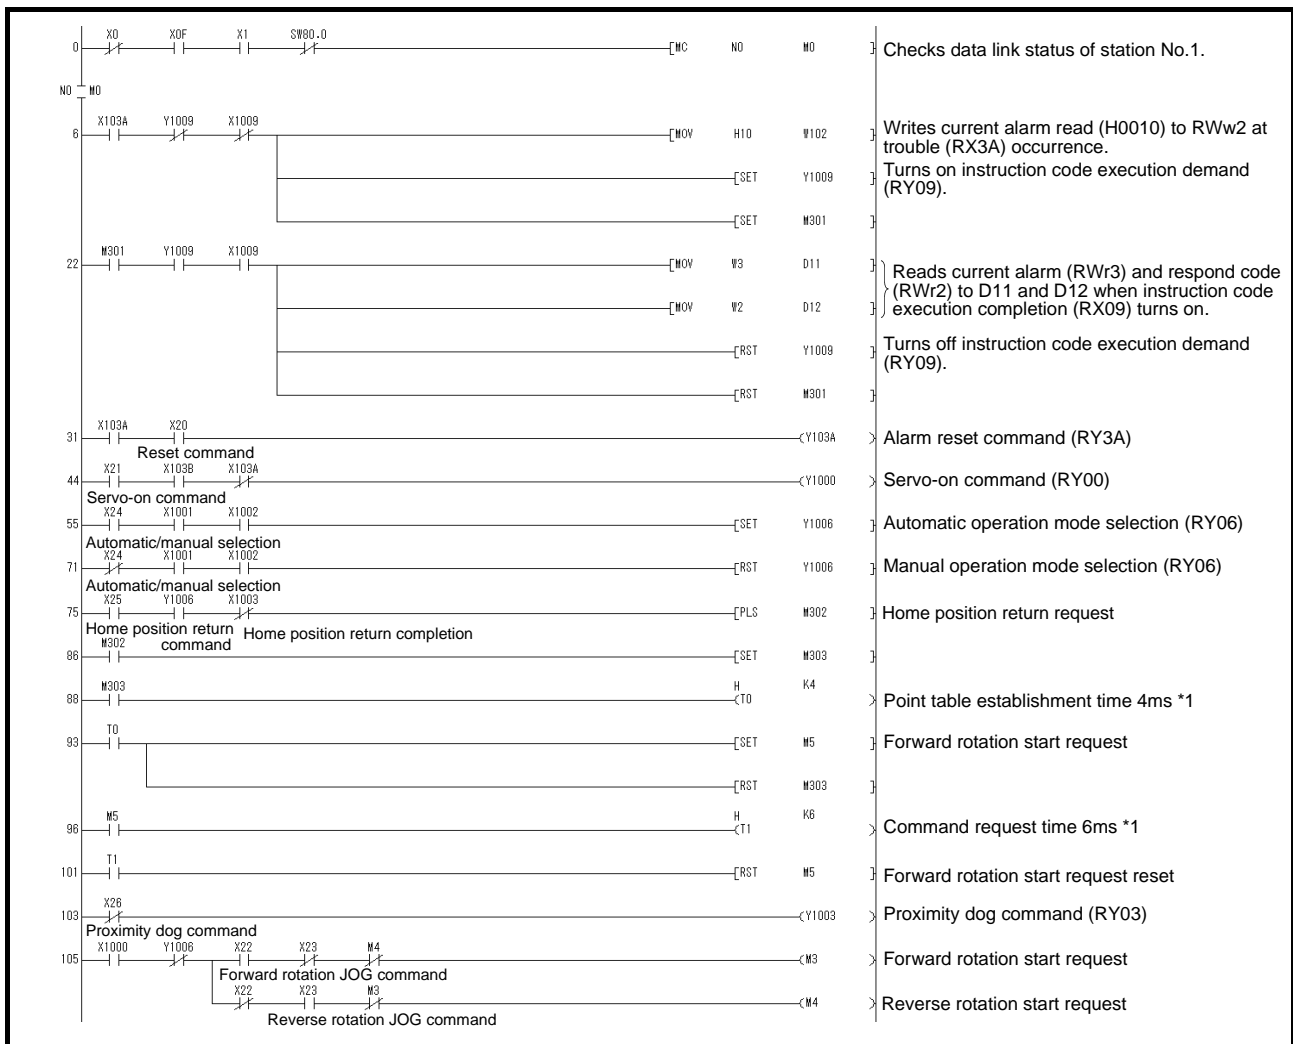 X0 X0F X1 SW80.0
0 [MC N0 M0 ] Checks data link status of station No.1.
N0 M0
X103A Y1009 X1009
6 [MOV H10 W102 ] Writes current alarm read (H0010) to RWw2 at
trouble (RX3A) occurrence.
[SET Y1009 ] Turns on instruction code execution demand
(RY09).
[SET M301 ]
M301 Y1009 X1009
22 [MOV W3 D11 ] Reads current alarm (RWr3) and respond code
[MOV W2 D12 ] (RWr2) to D11 and D12 when instruction code
execution completion (RX09) turns on.
[RST Y1009 ] Turns off instruction code execution demand
(RY09).
[RST M301 ]
X103A X20
31 (Y103A ) Alarm reset command (RY3A)
Reset command
X21 X103B X103A
44 (Y1000 ) Servo-on command (RY00)
Servo-on command
X24 X1001 X1002
55 [SET Y1006 ] Automatic operation mode selection (RY06)
Automatic/manual selection
X24 X1001 X1002
71 [RST Y1006 ] Manual operation mode selection (RY06)
Automatic/manual selection
X25 Y1006 X1003
75 [PLS M302 ] Home position return request
Home position return command Home position return completion
M302
86 [SET M303 ]
M303 H K4
88 (T0 ) Point table establishment time 4ms *1
T0
93 [SET M5 ] Forward rotation start request
[RST M303 ]
M5 H K6
96 (T1 ) Command request time 6ms *1
T1
101 [RST M5 ] Forward rotation start request reset
X26
103 (Y1003 ) Proximity dog command (RY03)
Proximity dog command
X1000 Y1006 X22 X23 M4
105 (M3 ) Forward rotation start request
Forward rotation JOG command
X22 X23 M3
(M4 ) Reverse rotation start request
Reverse rotation JOG command